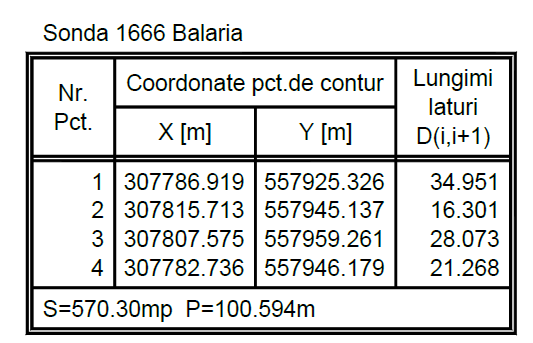 Sonda 1666 Balaria
Nr. Pct. Coordonate pct.de contur Lungimi laturi D(i,i+1)
X [m] Y [m]
1 307786.919 557925.326 34.951
2 307815.713 557945.137 16.301
3 307807.575 557959.261 28.073
4 307782.736 557946.179 21.268
S=570.30mp P=100.594m